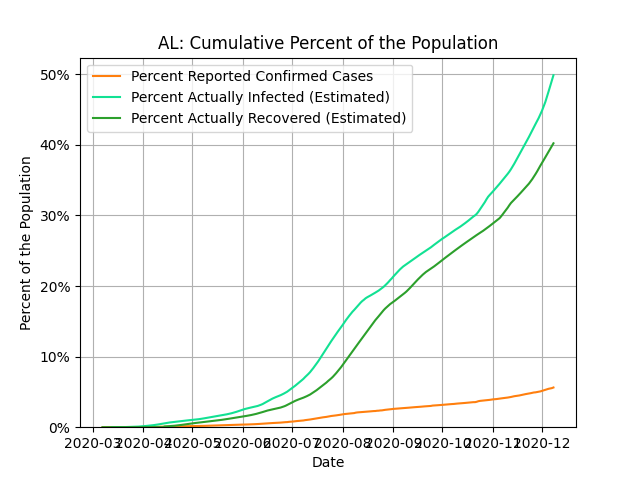 AL: Cumulative Percent of the Population
Percent Reported Confirmed Cases
Percent Actually Infected (Estimated)
Percent Actually Recovered (Estimated)
Percent of the Population
50%
40%
30%
20%
10%
0%
2020-03 2020-04 2020-05 2020-06 2020-07 2020-08 2020-09 2020-10 2020-11 2020-12
Date